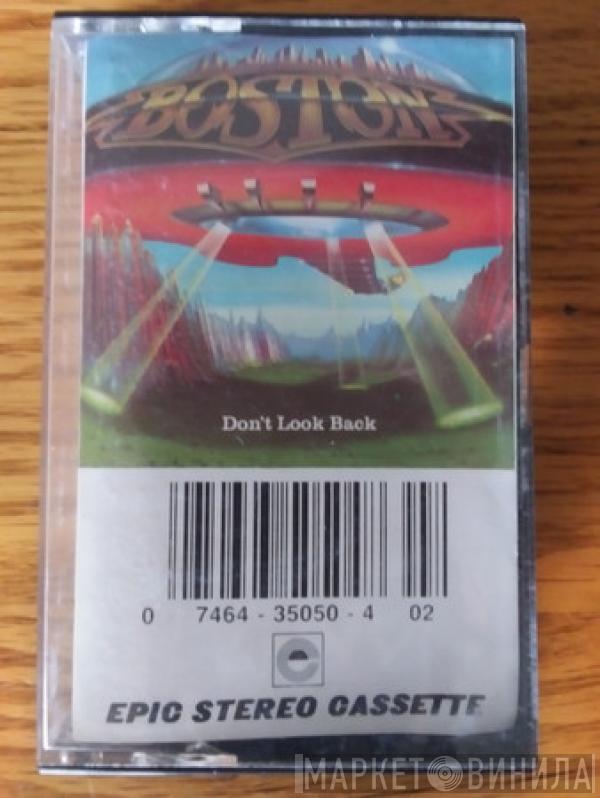 BOSTON
Don't Look Back
0 7464 - 35050 - 4 02
e
EPIC STEREO CASSETTE
МАРКЕТ ВИНИЛА